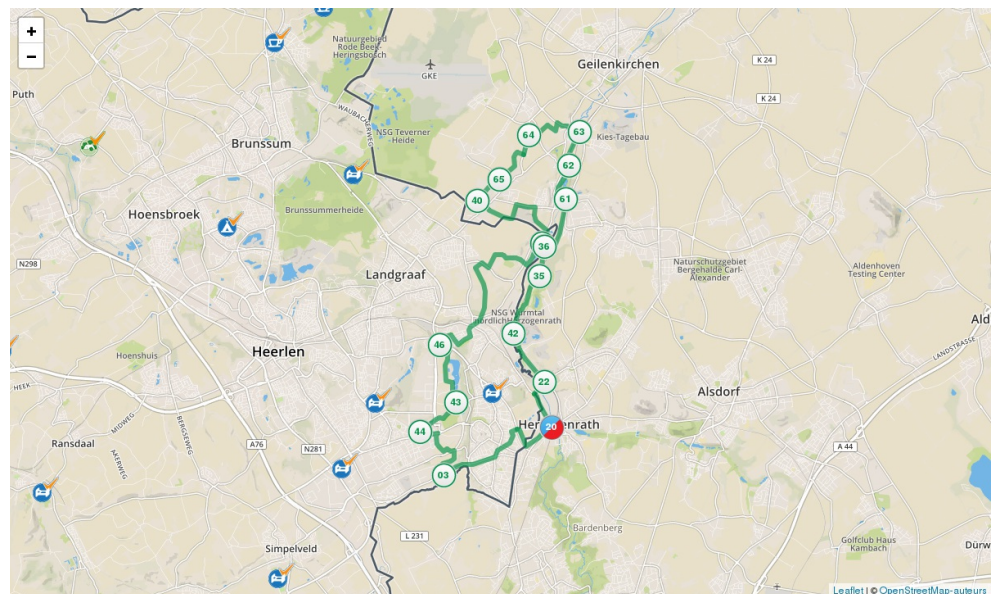 +
−
Natuurgebied
Rode Beek-
Heringsbosch
GKE
Geilenkirchen
K 24
K 24
Puth
WAUBACHERWEG
NSG Teverner
-Heide
64
63
Kies-Tagebau
Brunssum
62
65
61
40
Brunssummerheide
Hoensbroek
36
N298
Landgraaf
35
Naturschutzgebiet
Bergehalde Carl-
Alexander
Aldenhoven
Testing Center
NSG Wurmtal
nördlichHerzogenrath
Ald
42
46
LANDSTRASSE
Hoenshuis
Heerlen
HEEK
22
Alsdorf
43
MIDWEG
BERGSEWEG
20
44
Ransdaal
A76
N281
A 44
AKERWEG
03
Bardenberg
L 231
Simpelveld
Golfclub Haus
Kambach
Dürw
Leaflet | © OpenStreetMap-auteurs